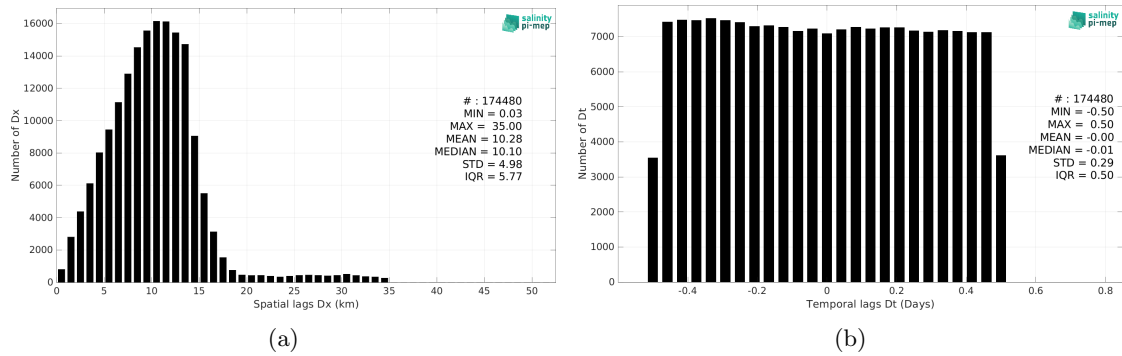 16000
14000
12000
10000
8000
6000
4000
2000
0
Number of Dx
salinity
pi-mep
# : 174480
MIN = 0.03
MAX = 35.00
MEAN = 10.28
MEDIAN = 10.10
STD = 4.98
IQR = 5.77
0 5 10 15 20 25 30 35 40 45 50
Spatial lags Dx (km)
(a)
7000
6000
5000
4000
3000
2000
1000
0
Number of Dt
salinity
pi-mep
# : 174480
MIN = -0.50
MAX = 0.50
MEAN = -0.00
MEDIAN = -0.01
STD = 0.29
IQR = 0.50
-0.4 -0.2 0 0.2 0.4 0.6 0.8
Temporal lags Dt (Days)
(b)